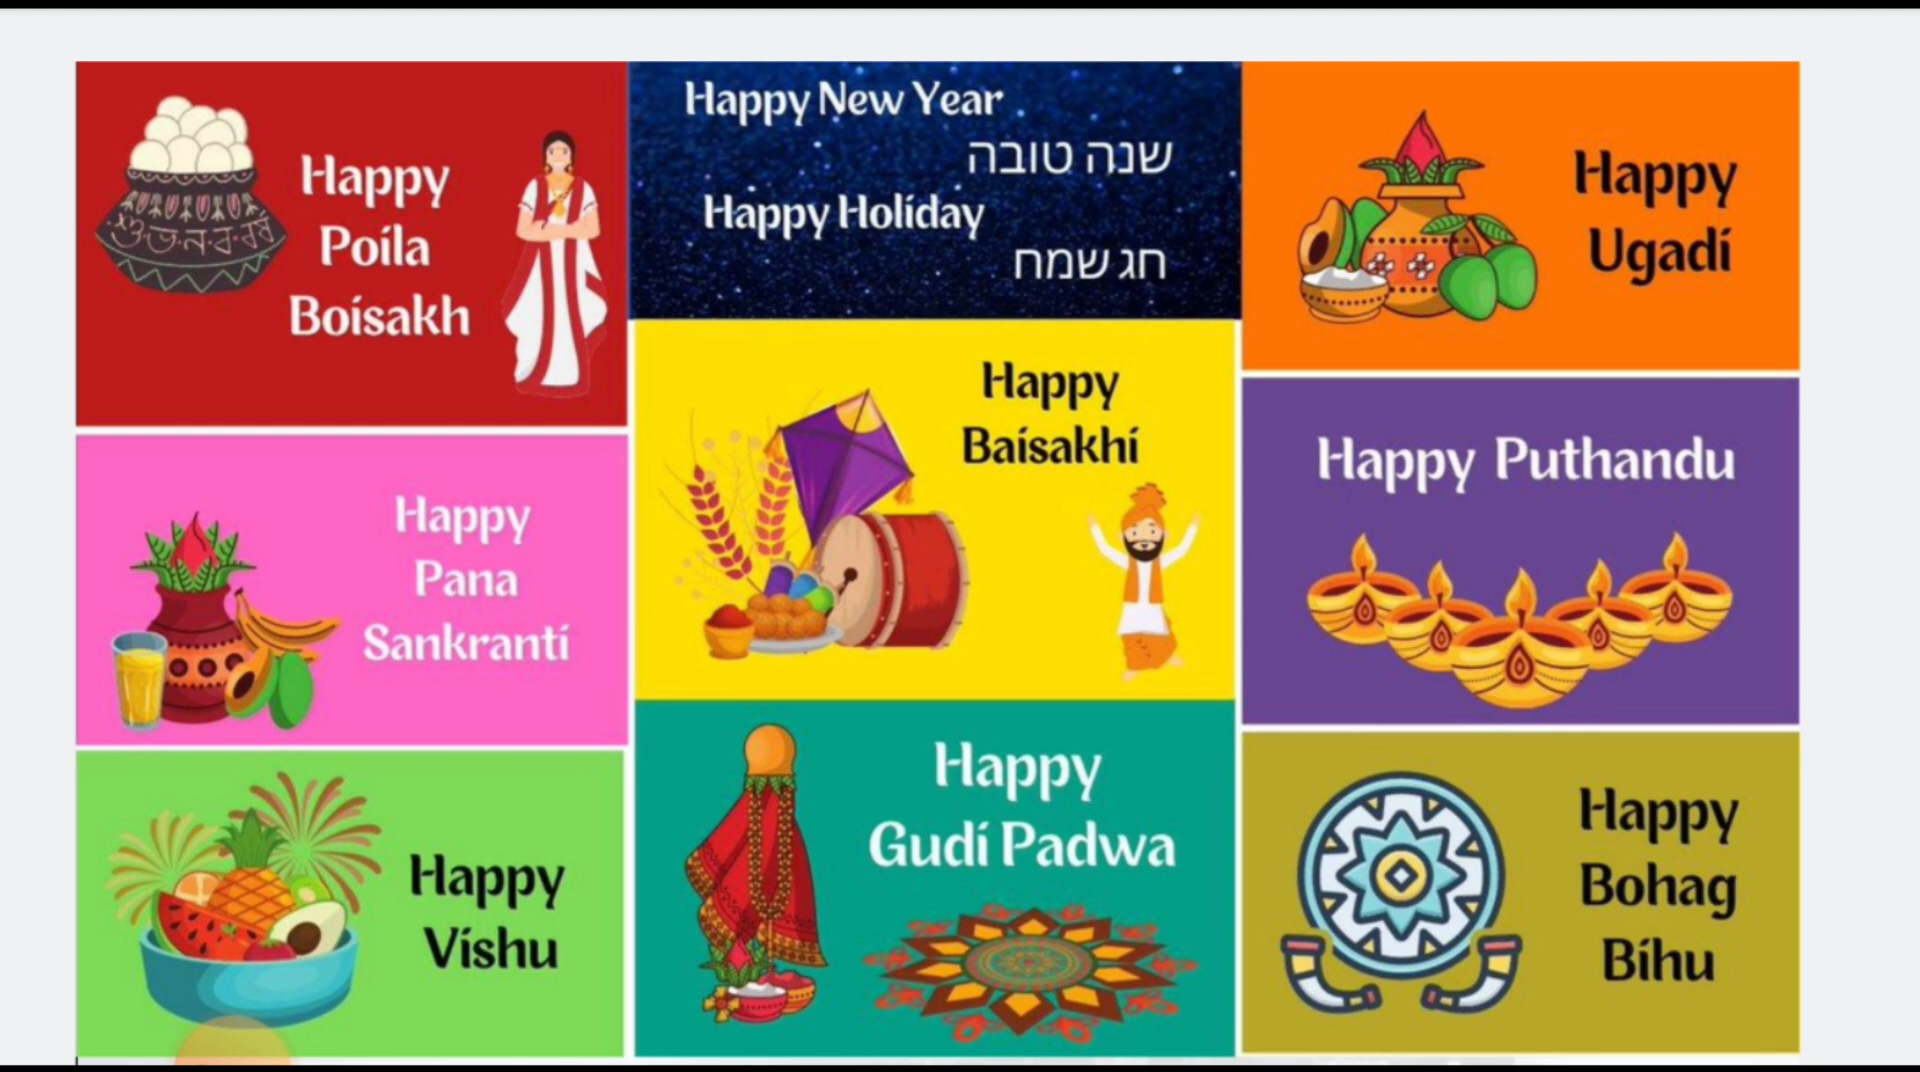 Happy
Poila
Boisakh
শুভ নববর্ষ
Happy New Year
שנה טובה
Happy Holiday
חג שמח
Happy
Ugadi
Happy
Baisakhi
Happy Puthandu
Happy
Pana
Sankranti
Happy
Gudi Padwa
Happy
Vishu
Happy
Bohag
Bihu